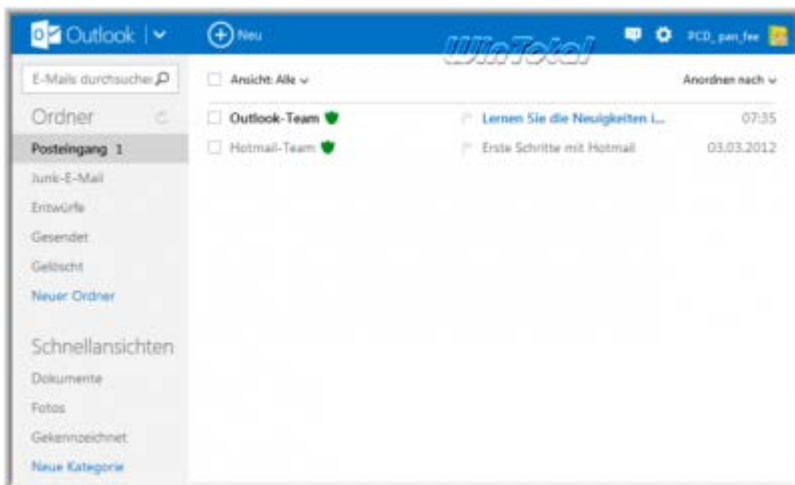 Outlook
Neu
WinTotal
PCD_pan_fee
E-Mails durchsuchen
Ansicht: Alle
Anordnen nach
Ordner
Outlook-Team
Lernen Sie die Neuigkeiten i...
07:35
Posteingang 1
Hotmail-Team
Erste Schritte mit Hotmail
03.03.2012
Junk-E-Mail
Entwürfe
Gesendet
Gelöscht
Neuer Ordner
Schnellansichten
Dokumente
Fotos
Gekennzeichnet
Neue Kategorie